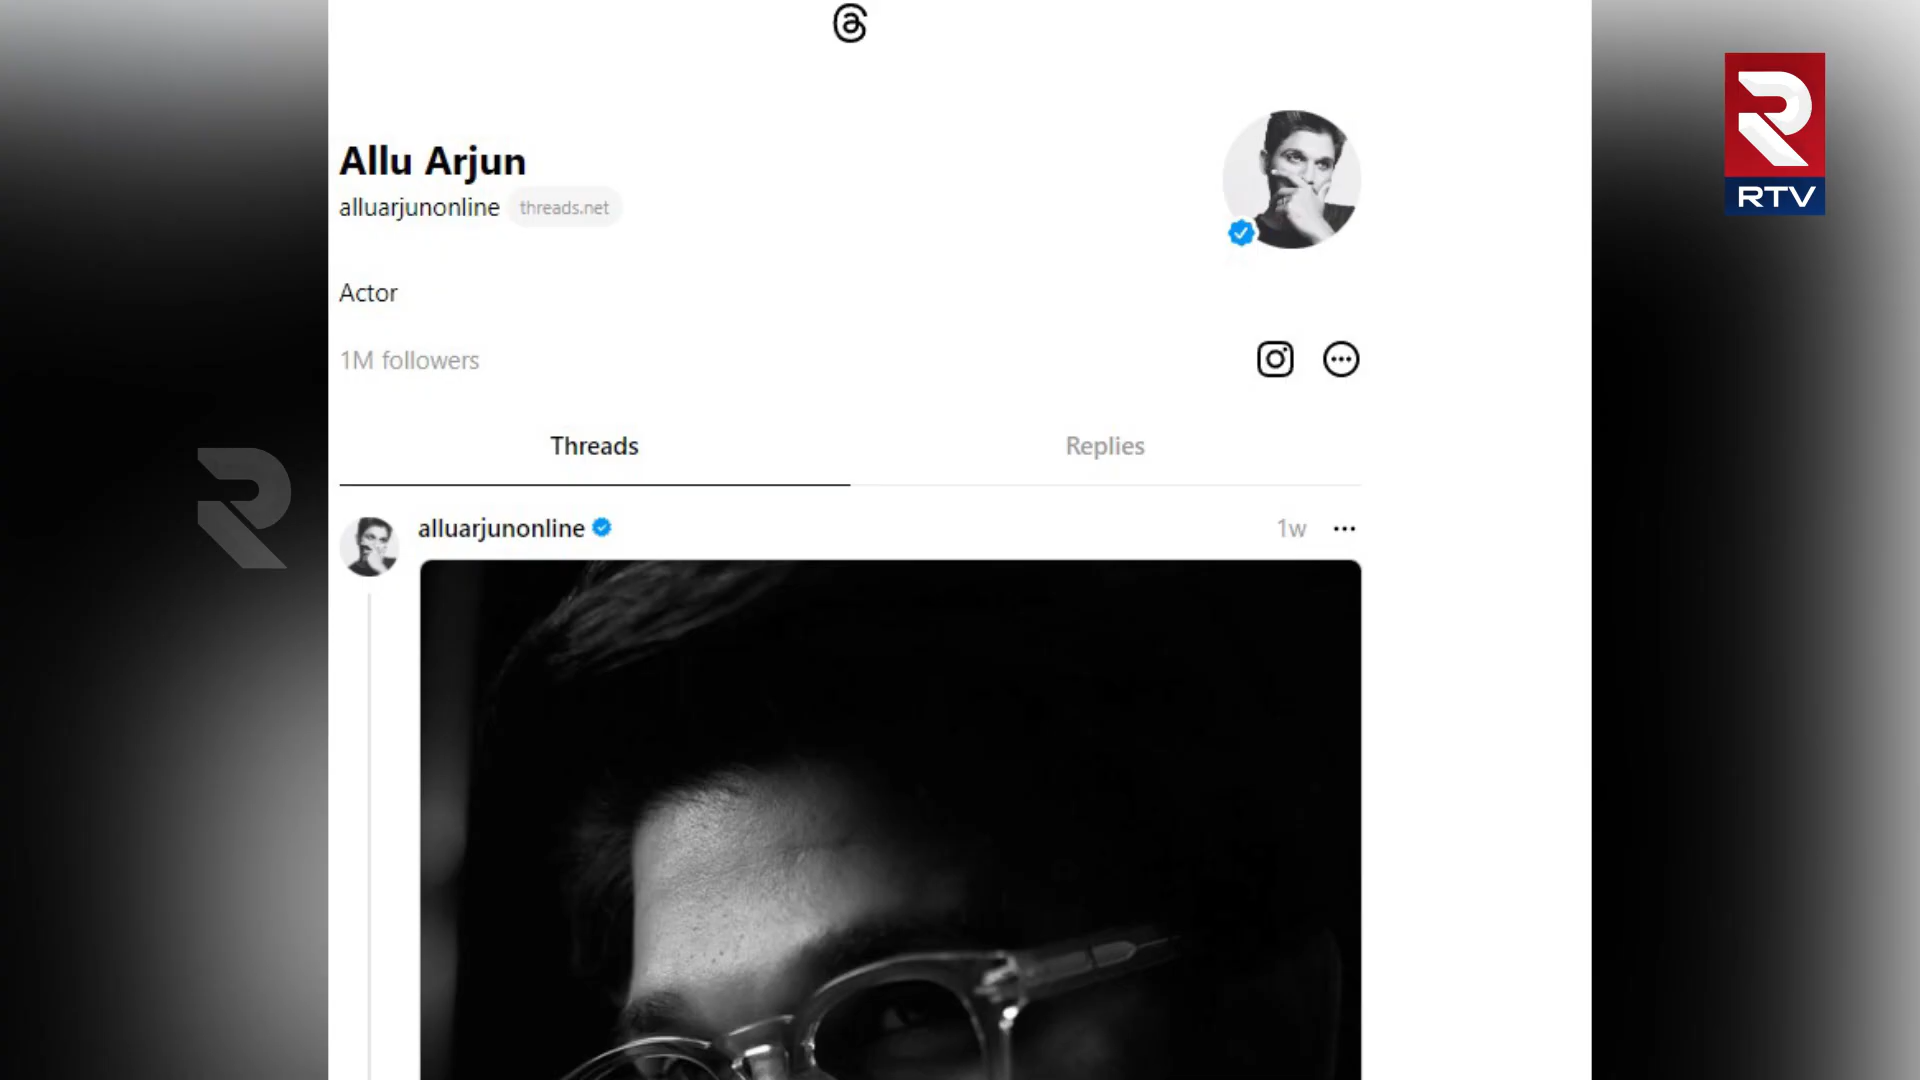 Allu Arjun
alluarjunonline threads.net
Actor
1M followers
Threads Replies
alluarjunonline 1w
RTV